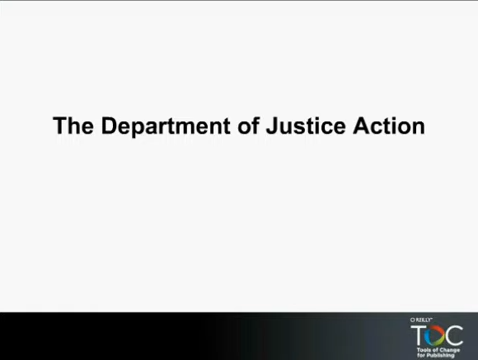 The Department of Justice Action
O'REILLY
TOC
Tools of Change
for Publishing